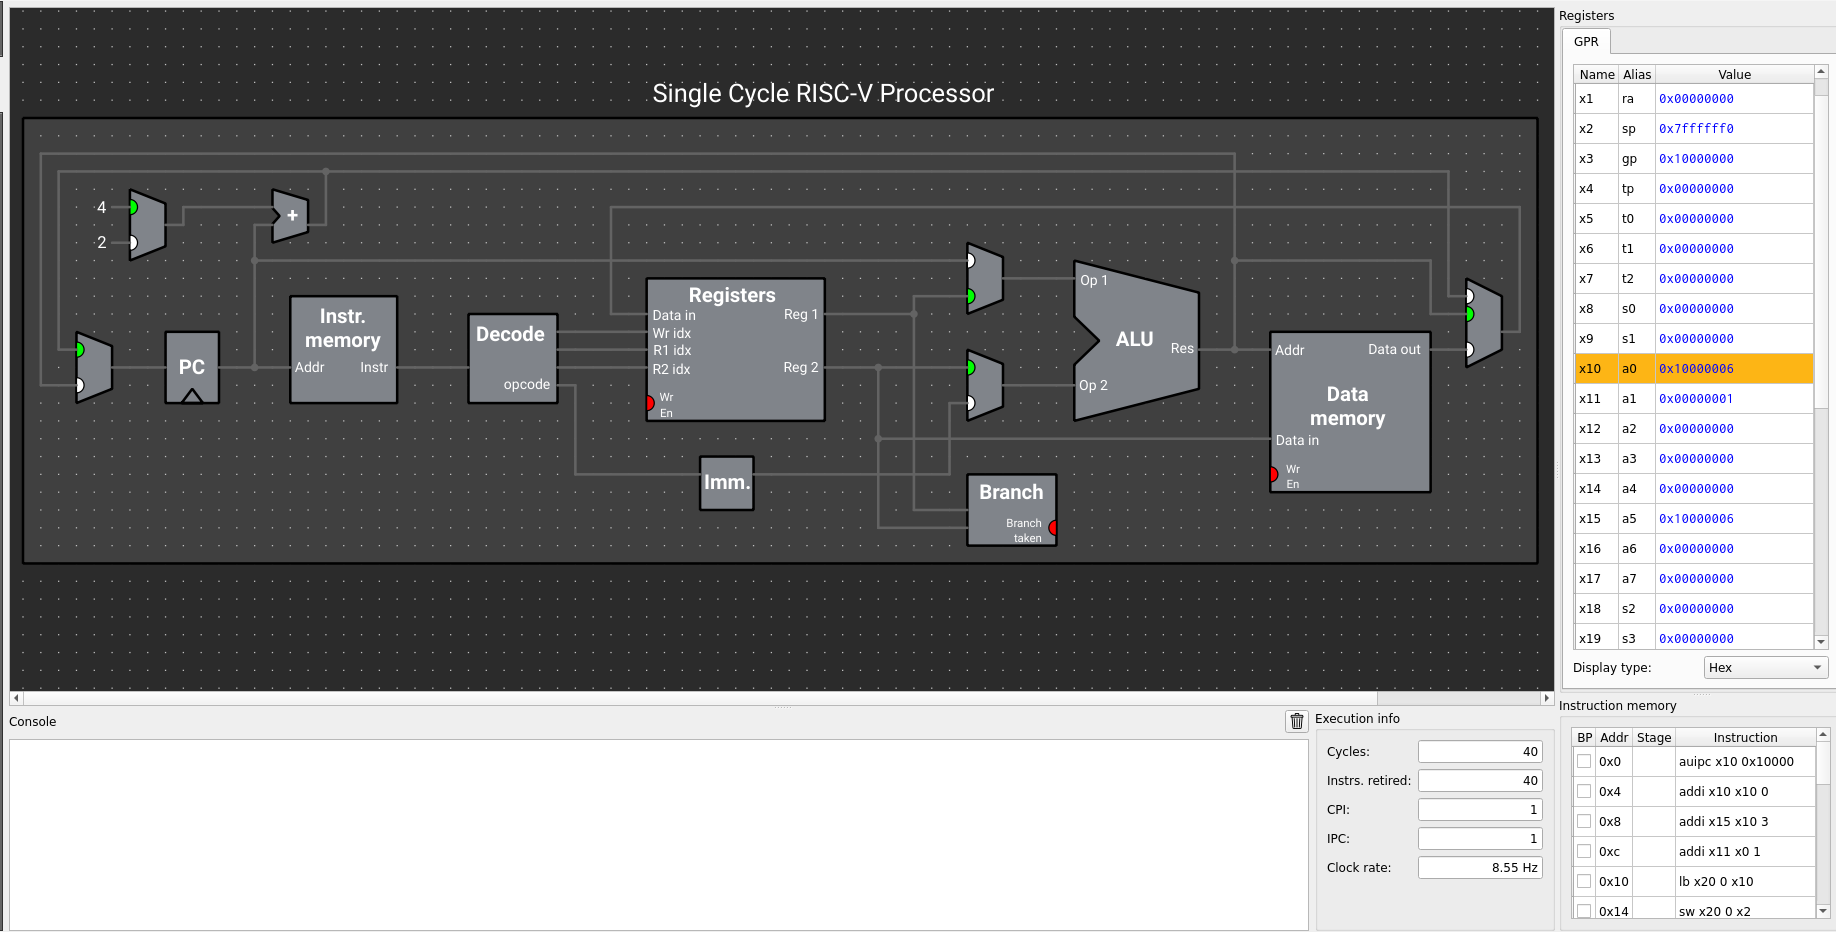 Single Cycle RISC-V Processor
4
2
+
PC
Instr.
memory
Addr
Instr
Decode
opcode
Registers
Data in
Wr idx
R1 idx
R2 idx
Wr
En
Reg 1
Reg 2
Imm.
Op 1
Op 2
ALU
Res
Branch
Branch
taken
Addr
Data out
Data
memory
Data in
Wr
En
Registers
GPR
Name Alias Value
x1 ra 0x00000000
x2 sp 0x7ffffff0
x3 gp 0x10000000
x4 tp 0x00000000
x5 t0 0x00000000
x6 t1 0x00000000
x7 t2 0x00000000
x8 s0 0x00000000
x9 s1 0x00000000
x10 a0 0x10000006
x11 a1 0x00000001
x12 a2 0x00000000
x13 a3 0x00000000
x14 a4 0x00000000
x15 a5 0x10000006
x16 a6 0x00000000
x17 a7 0x00000000
x18 s2 0x00000000
x19 s3 0x00000000
Display type: Hex
Console
Execution info
Cycles: 40
Instrs. retired: 40
CPI: 1
IPC: 1
Clock rate: 8.55 Hz
Instruction memory
BP Addr Stage Instruction
0x0 auipc x10 0x10000
0x4 addi x10 x10 0
0x8 addi x15 x10 3
0xc addi x11 x0 1
0x10 lb x20 0 x10
0x14 sw x20 0 x2